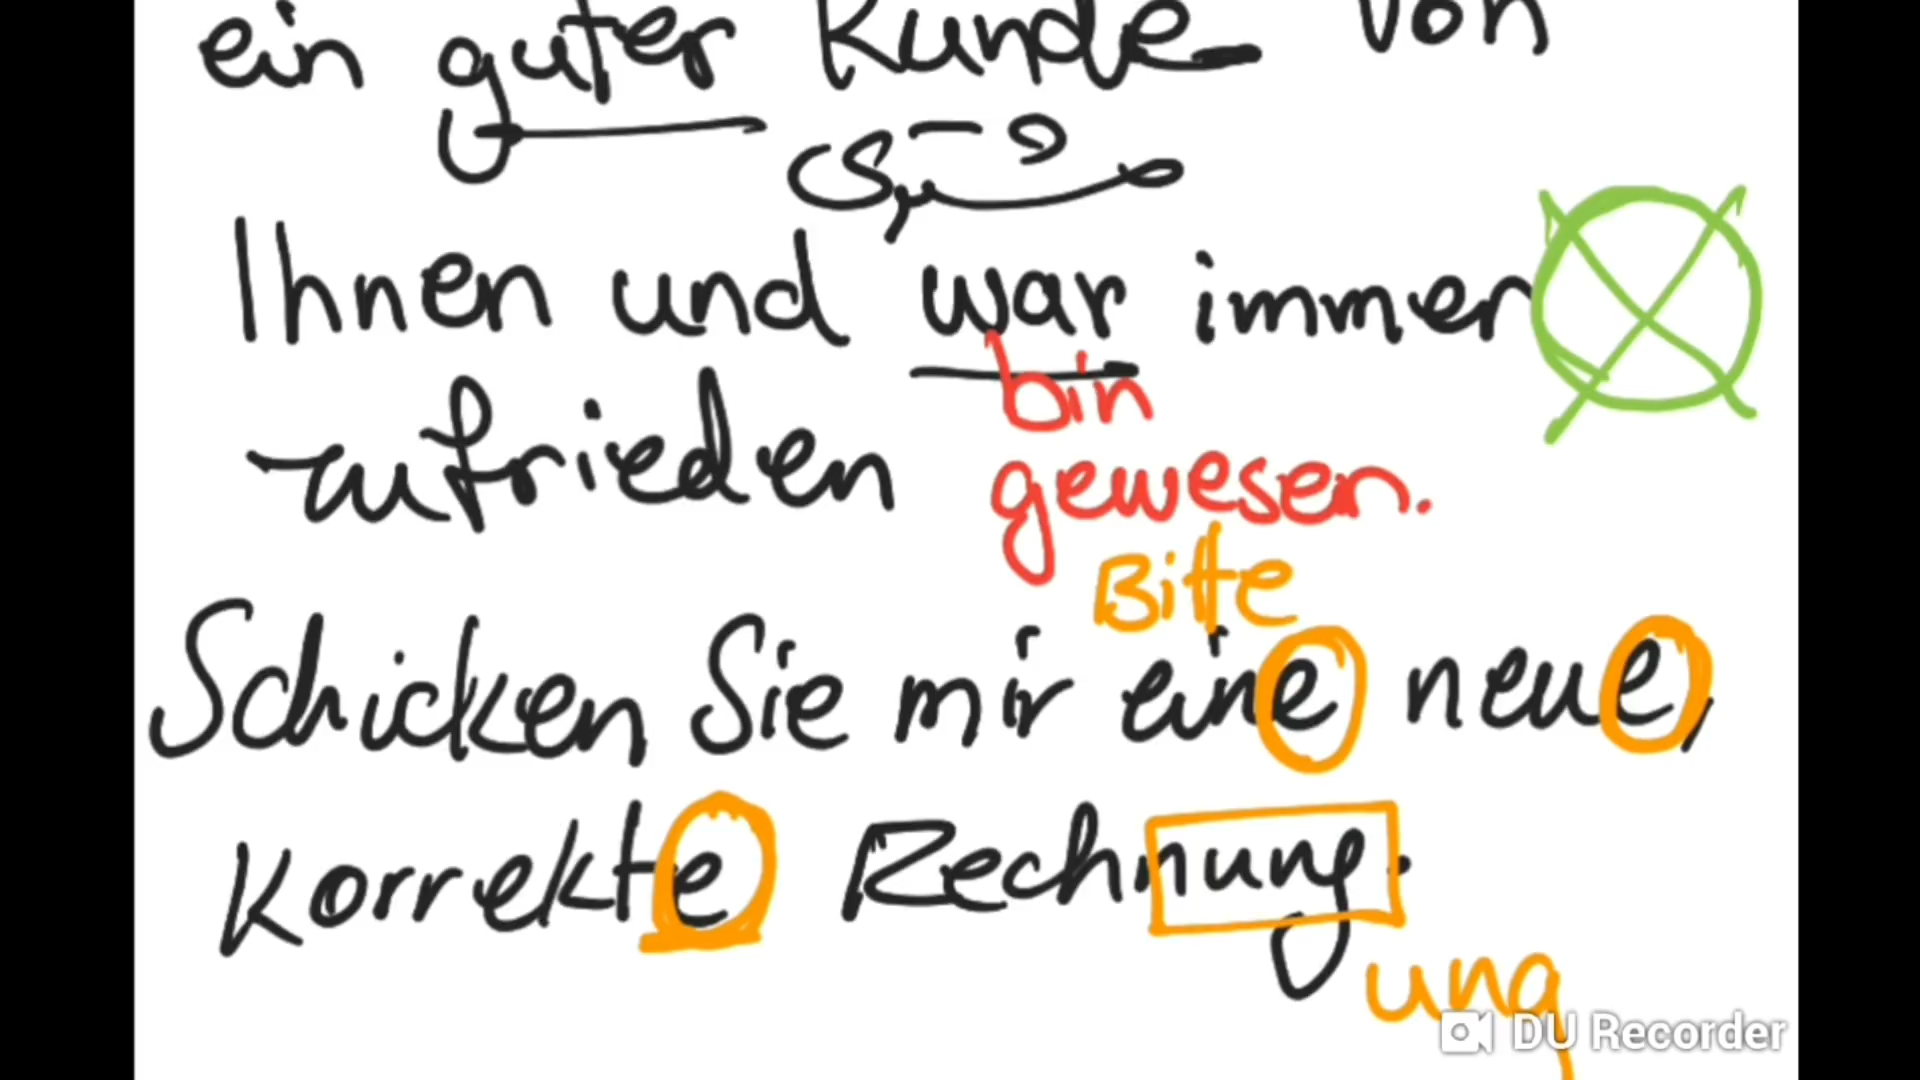 ein guter Kunde von
Ihnen und war immer
bin
zufrieden
gewesen.
Bitte
Schicken Sie mir eine neue,
korrekte Rechnung.
ung
DU Recorder